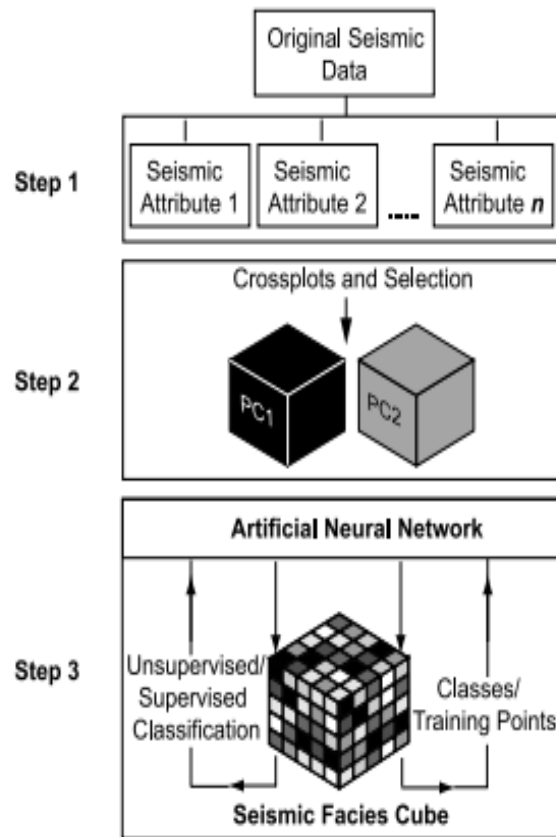 Original Seismic
Data
Step 1
Seismic
Attribute 1
Seismic
Attribute 2
.....
Seismic
Attribute n
Step 2
Crossplots and Selection
PC1
PC2
Step 3
Artificial Neural Network
Unsupervised/
Supervised
Classification
Classes/
Training Points
Seismic Facies Cube